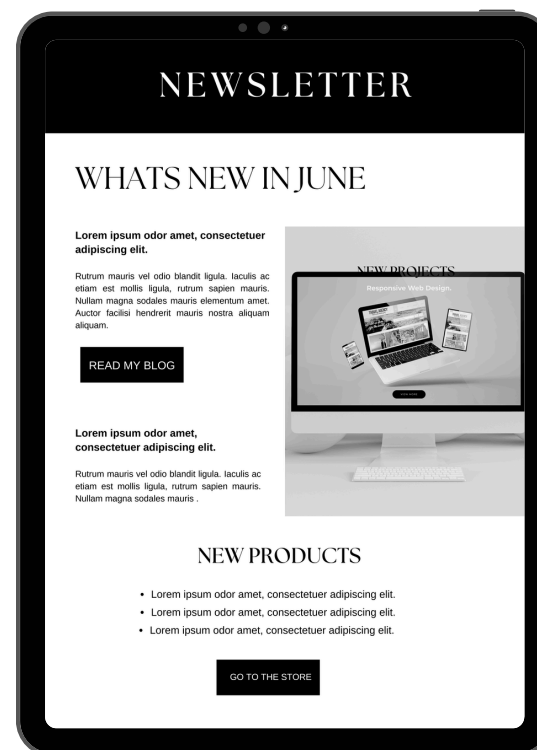 NEWSLETTER
WHATS NEW IN JUNE
Lorem ipsum odor amet, consectetuer
adipiscing elit.
Rutrum mauris vel odio blandit ligula. Iaculis ac
etiam est mollis ligula, rutrum sapien mauris.
Nullam magna sodales mauris elementum amet.
Auctor facilisi hendrerit mauris nostra aliquam
aliquam.
READ MY BLOG
Lorem ipsum odor amet,
consectetuer adipiscing elit.
Rutrum mauris vel odio blandit ligula. Iaculis ac
etiam est mollis ligula, rutrum sapien mauris.
Nullam magna sodales mauris .
NEW PROJECTS
Responsive Web Design.
NEW PRODUCTS
• Lorem ipsum odor amet, consectetuer adipiscing elit.
• Lorem ipsum odor amet, consectetuer adipiscing elit.
• Lorem ipsum odor amet, consectetuer adipiscing elit.
GO TO THE STORE